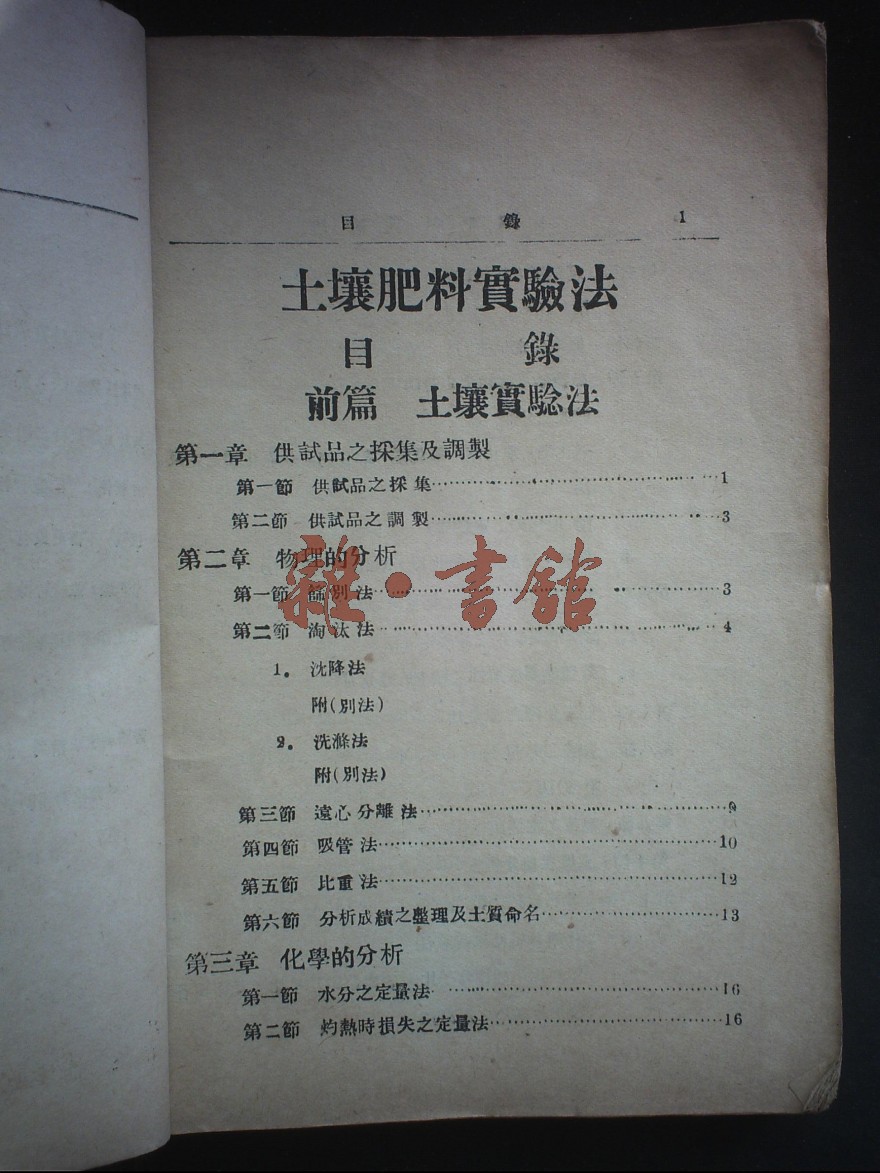 目 錄 1
土壤肥料實驗法
目 錄
前篇 土壤實驗法
第一章 供試品之採集及調製
第一節 供試品之採集……1
第二節 供試品之調製……3
第二章 物理的分析
第一節 篩別法……3
第二節 淘汰法……4
1. 沈降法
附(別法)
2. 洗滌法
附(別法)
第三節 遠心分離法……9
第四節 吸管法……10
第五節 比重法……12
第六節 分析成績之整理及土質命名……13
第三章 化學的分析
第一節 水分之定量法……16
第二節 灼熱時損失之定量法……16
雜·書館